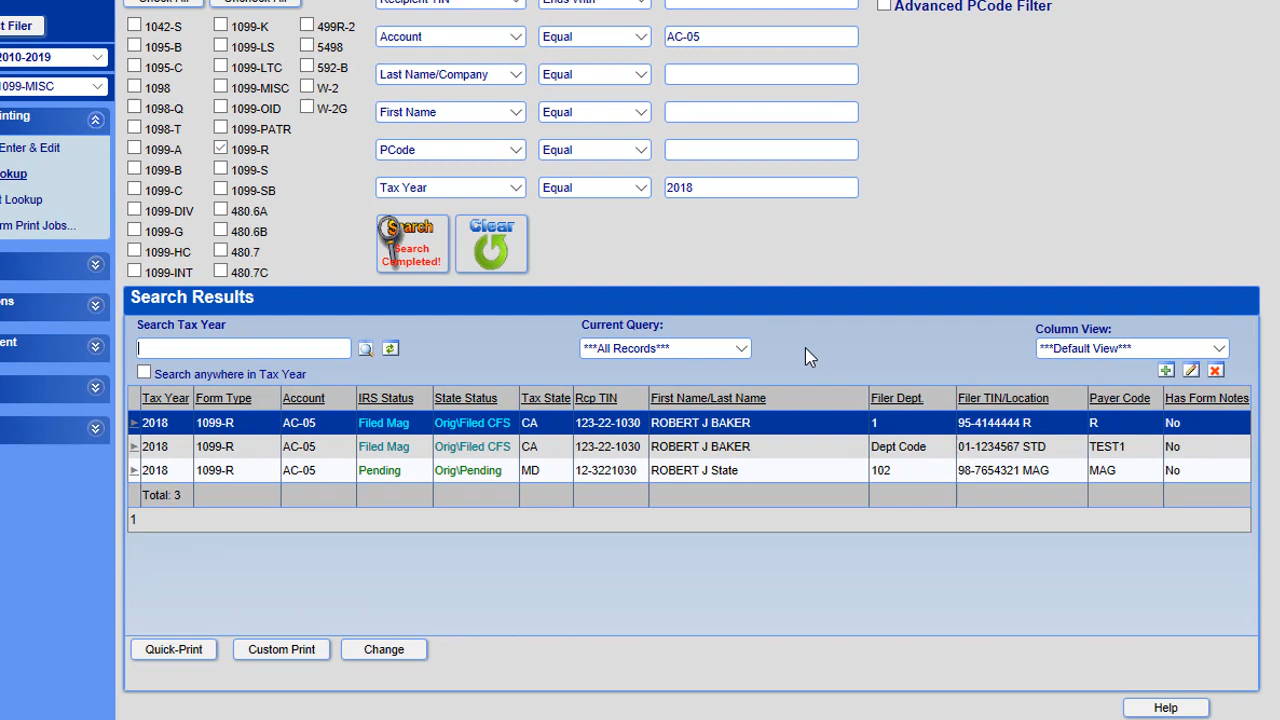 Check All
Uncheck All
Recipient TIN
Ends With
Advanced PCode Filter
st Filer
2010-2019
1099-MISC
inting
Enter & Edit
okup
t Lookup
rm Print Jobs...
ons
ent
1042-S
1095-B
1095-C
1098
1098-Q
1098-T
1099-A
1099-B
1099-C
1099-DIV
1099-G
1099-HC
1099-INT
1099-K
1099-LS
1099-LTC
1099-MISC
1099-OID
1099-PATR
1099-R
1099-S
1099-SB
480.6A
480.6B
480.7
480.7C
499R-2
5498
592-B
W-2
W-2G
Account Equal AC-05
Last Name/Company Equal
First Name Equal
PCode Equal
Tax Year Equal 2018
Search
Search
Completed!
Clear
Search Results
Search Tax Year
Current Query:
***All Records***
Column View:
***Default View***
Search anywhere in Tax Year
Tax Year Form Type Account IRS Status State Status Tax State Rcp TIN First Name/Last Name Filer Dept. Filer TIN/Location Payer Code Has Form Notes
2018 1099-R AC-05 Filed Mag Orig\Filed CFS CA 123-22-1030 ROBERT J BAKER 1 95-4144444 R R No
2018 1099-R AC-05 Filed Mag Orig\Filed CFS CA 123-22-1030 ROBERT J BAKER Dept Code 01-1234567 STD TEST1 No
2018 1099-R AC-05 Pending Orig\Pending MD 12-3221030 ROBERT J State 102 98-7654321 MAG MAG No
Total: 3
1
Quick-Print
Custom Print
Change
Help